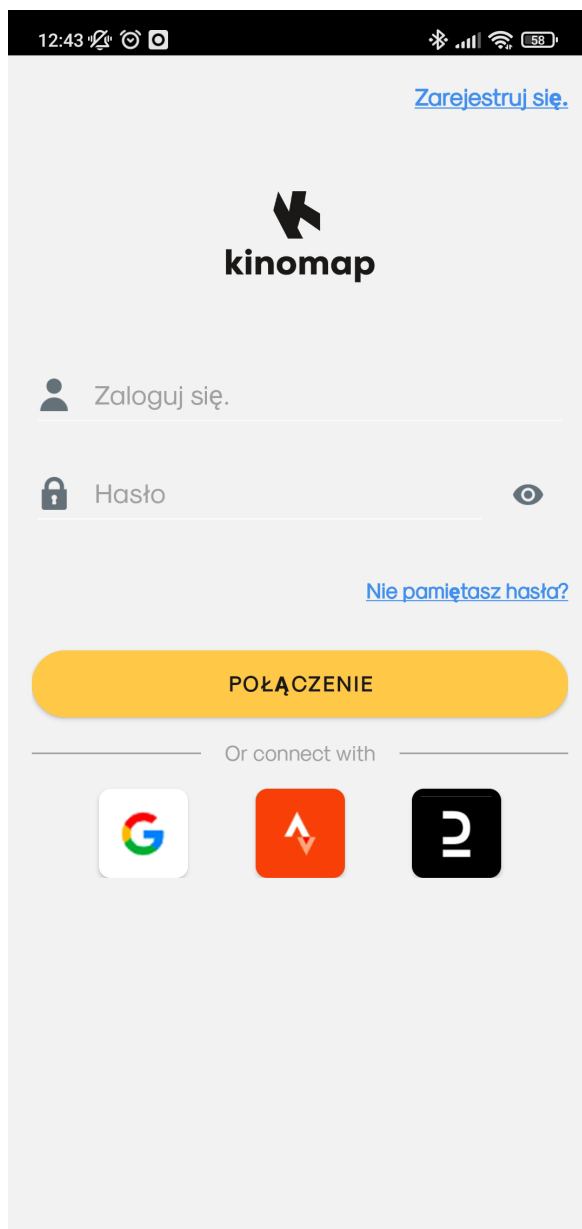 12:43
58
Zarejestruj się.
kinomap
Zaloguj się.
Hasło
Nie pamiętasz hasła?
POŁĄCZENIE
Or connect with